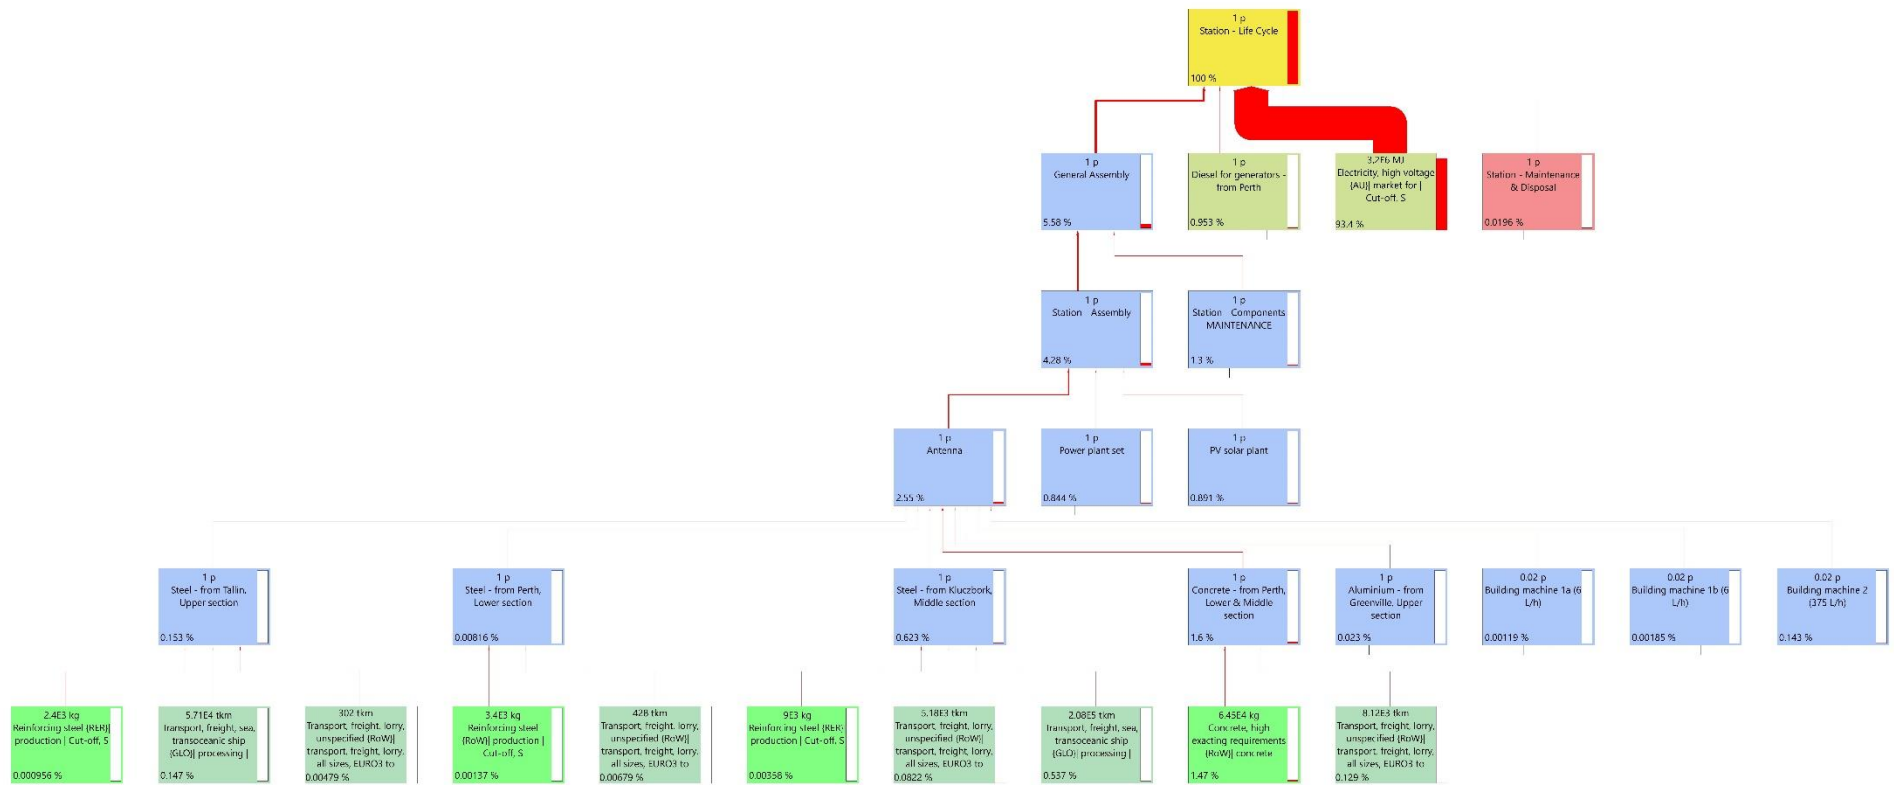 1 p
Station - Life Cycle
100 %
1 p
General Assembly
5.58 %
1 p
Diesel for generators -
from Perth
0.953 %
3,2E6 MJ
Electricity, high voltage
{AU}| market for |
Cut-off, S
93.4 %
1 p
Station - Maintenance
& Disposal
0.0196 %
1 p
Station Assembly
4.28 %
1 p
Station Components
MAINTENANCE
1.3 %
1 p
Antenna
2.55 %
1 p
Power plant set
0.844 %
1 p
PV solar plant
0.891 %
1 p
Steel - from Tallin,
Upper section
0.153 %
1 p
Steel - from Perth,
Lower section
0.00816 %
1 p
Steel - from Kluczbork,
Middle section
0.623 %
1 p
Concrete - from Perth,
Lower & Middle
section
1.6 %
1 p
Aluminium - from
Greenville, Upper
section
0.023 %
0.02 p
Building machine 1a (6
L/h)
0.00119 %
0.02 p
Building machine 1b (6
L/h)
0.00185 %
0.02 p
Building machine 2
(375 L/h)
0.143 %
2.4E3 kg
Reinforcing steel {RER}|
production | Cut-off, S
0.000956 %
5.71E4 tkm
Transport, freight, sea,
transoceanic ship
{GLO}| processing |
0.147 %
302 tkm
Transport, freight, lorry,
unspecified {RoW}|
transport, freight, lorry,
all sizes, EURO3 to
0.00479 %
3.4E3 kg
Reinforcing steel
{RoW}| production |
Cut-off, S
0.00137 %
428 tkm
Transport, freight, lorry,
unspecified {RoW}|
transport, freight, lorry,
all sizes, EURO3 to
0.00679 %
9E3 kg
Reinforcing steel {RER}|
production | Cut-off, S
0.00358 %
5.18E3 tkm
Transport, freight, lorry,
unspecified {RoW}|
transport, freight, lorry,
all sizes, EURO3 to
0.0822 %
2.08E5 tkm
Transport, freight, sea,
transoceanic ship
{GLO}| processing |
0.537 %
6.45E4 kg
Concrete, high
exacting requirements
{RoW}| concrete
1.47 %
8.12E3 tkm
Transport, freight, lorry,
unspecified {RoW}|
transport, freight, lorry,
all sizes, EURO3 to
0.129 %